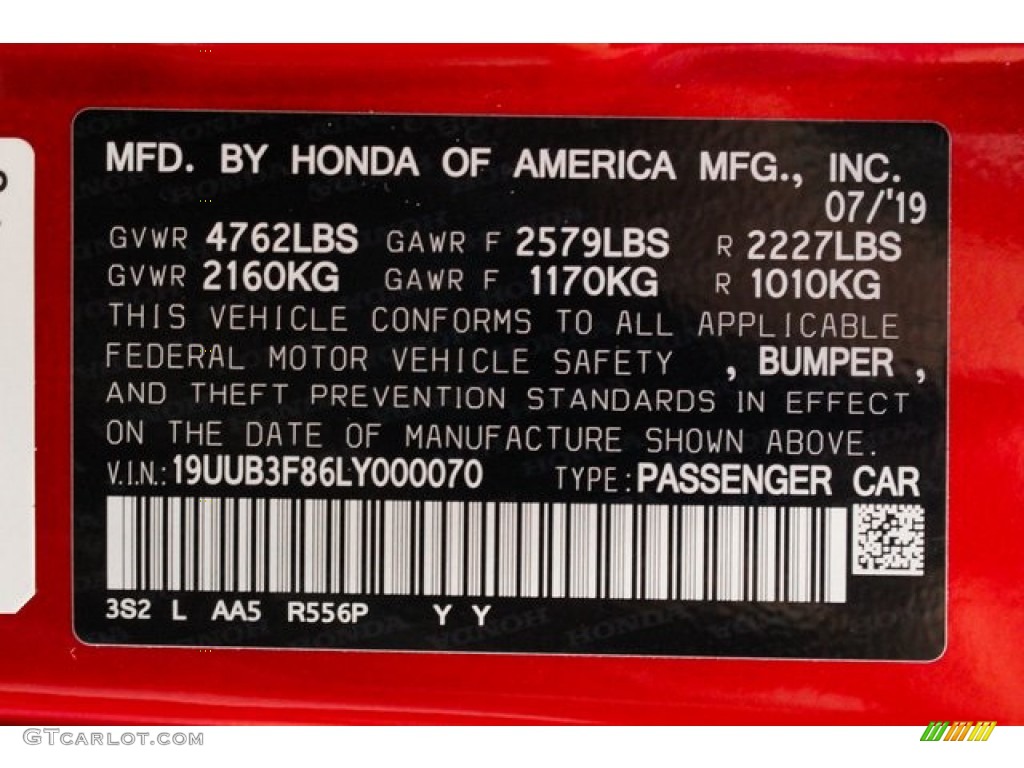 MFD. BY HONDA OF AMERICA MFG., INC.
07/'19
GVWR 4762LBS GAWR F 2579LBS R 2227LBS
GVWR 2160KG GAWR F 1170KG R 1010KG
THIS VEHICLE CONFORMS TO ALL APPLICABLE
FEDERAL MOTOR VEHICLE SAFETY , BUMPER ,
AND THEFT PREVENTION STANDARDS IN EFFECT
ON THE DATE OF MANUFACTURE SHOWN ABOVE.
V.I.N.: 19UUB3F86LY000070 TYPE: PASSENGER CAR
3S2 L AA5 R556P Y Y
GTCARLOT.COM